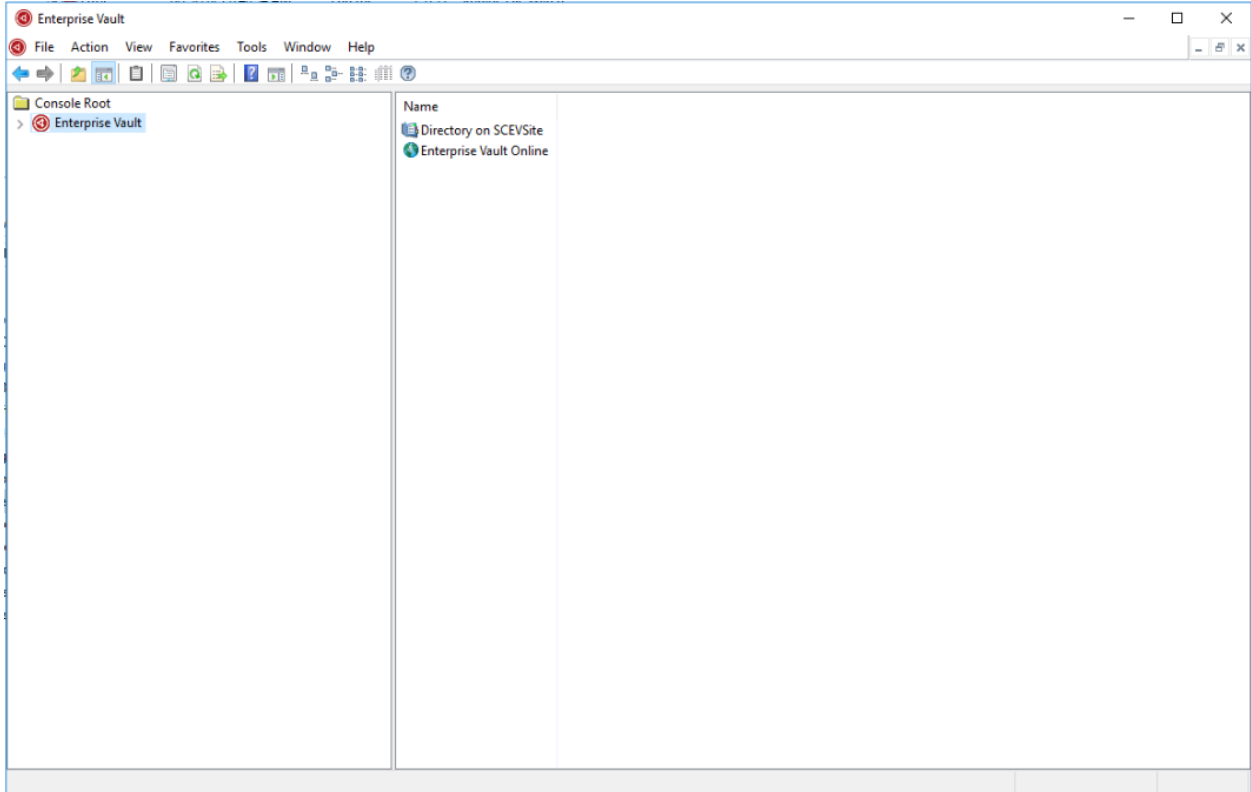 Enterprise Vault
File Action View Favorites Tools Window Help
Console Root
Enterprise Vault
Name
Directory on SCEVSite
Enterprise Vault Online